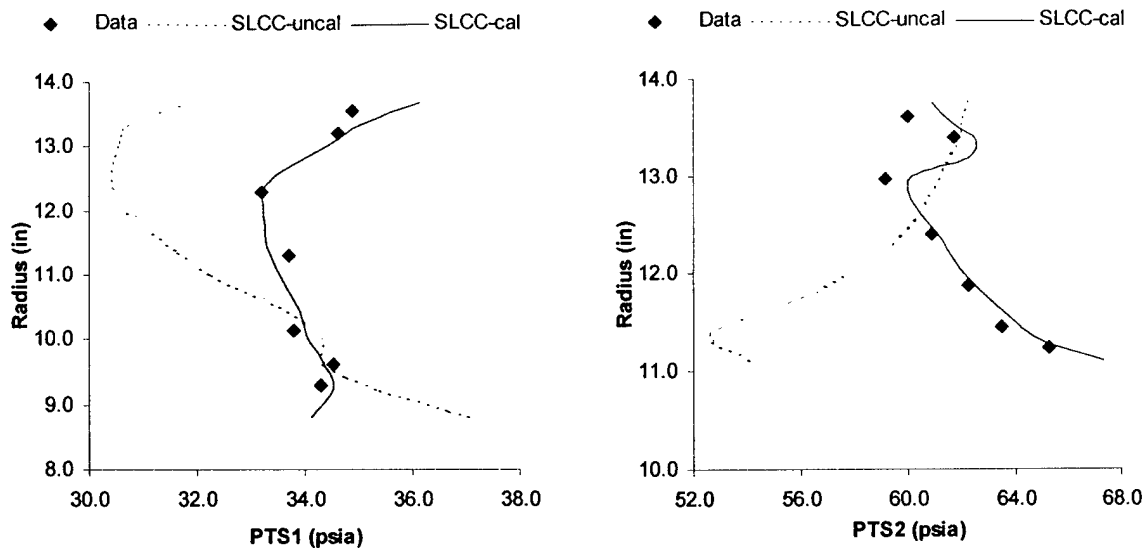 Data SLCC-uncal SLCC-cal
14.0
13.0
12.0
11.0
10.0
9.0
8.0
Radius (in)
30.0 32.0 34.0 36.0 38.0
PTS1 (psia)
Data SLCC-uncal SLCC-cal
14.0
13.0
12.0
11.0
10.0
Radius (in)
52.0 56.0 60.0 64.0 68.0
PTS2 (psia)